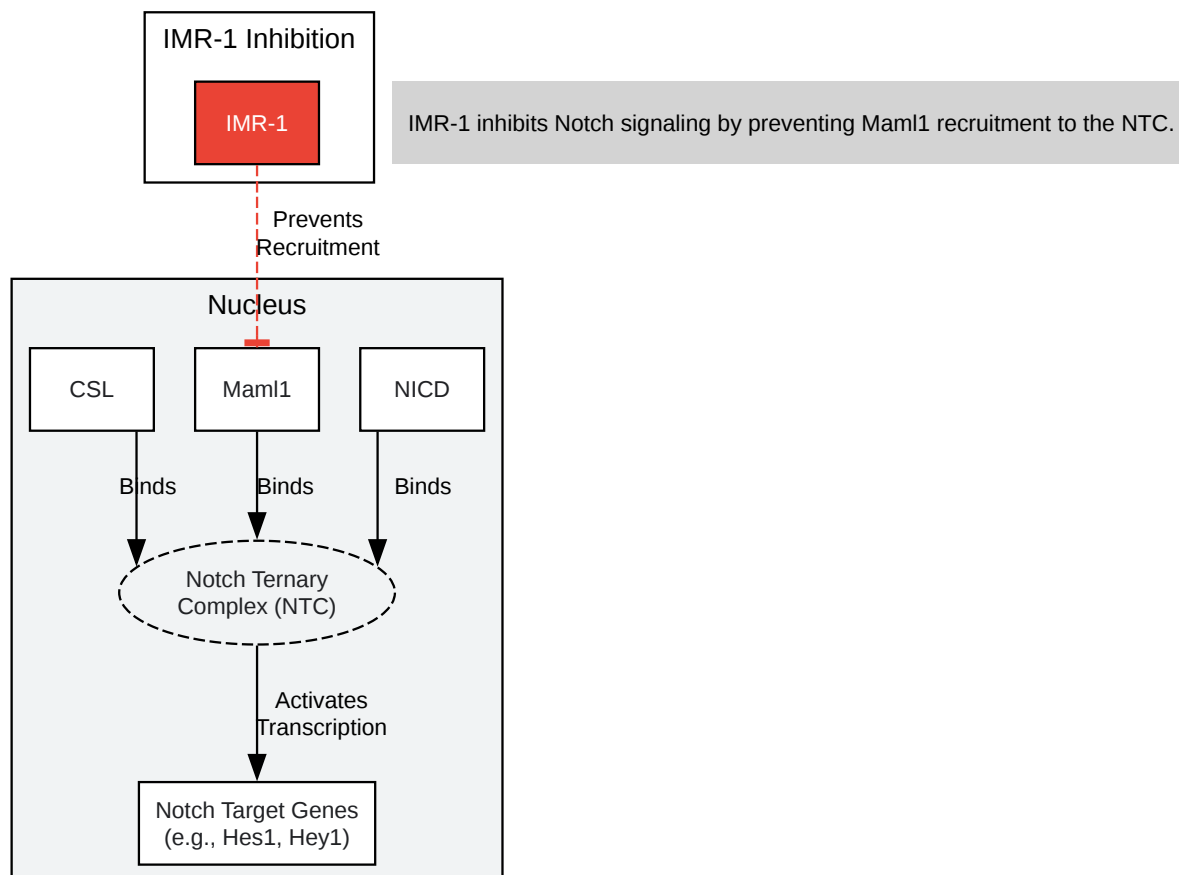 IMR-1 Inhibition
IMR-1
IMR-1 inhibits Notch signaling by preventing Maml1 recruitment to the NTC.
Prevents
Recruitment
Nucleus
CSL
Maml1
NICD
Binds
Binds
Binds
Notch Ternary
Complex (NTC)
Activates
Transcription
Notch Target Genes
(e.g., Hes1, Hey1)